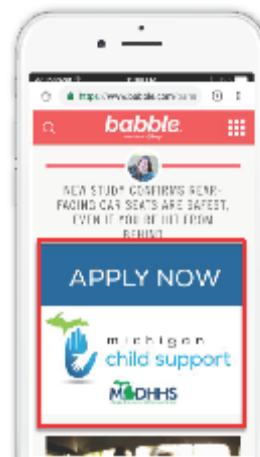 https://www.babble.com/
babble.
NEW STUDY CONFIRMS REAR-
FACING CAR SEATS ARE SAFEST,
EVEN IF YOU'RE HIT FROM
BEHIND
APPLY NOW
michigan
child support
MDHHS